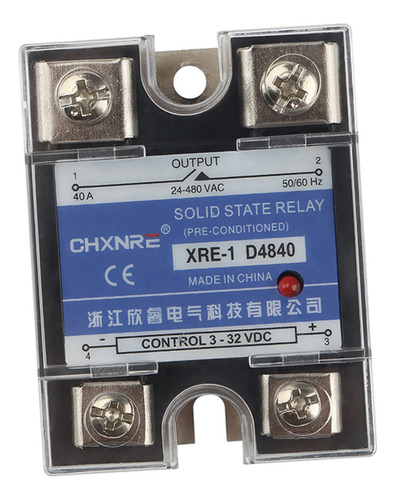 OUTPUT
1 2
40 A 24-480 VAC 50/60 Hz
SOLID STATE RELAY
CHXNRE® (PRE-CONDITIONED)
XRE-1 D4840
CE MADE IN CHINA
浙江欣睿电气科技有限公司
- +
4 CONTROL 3 - 32 VDC 3